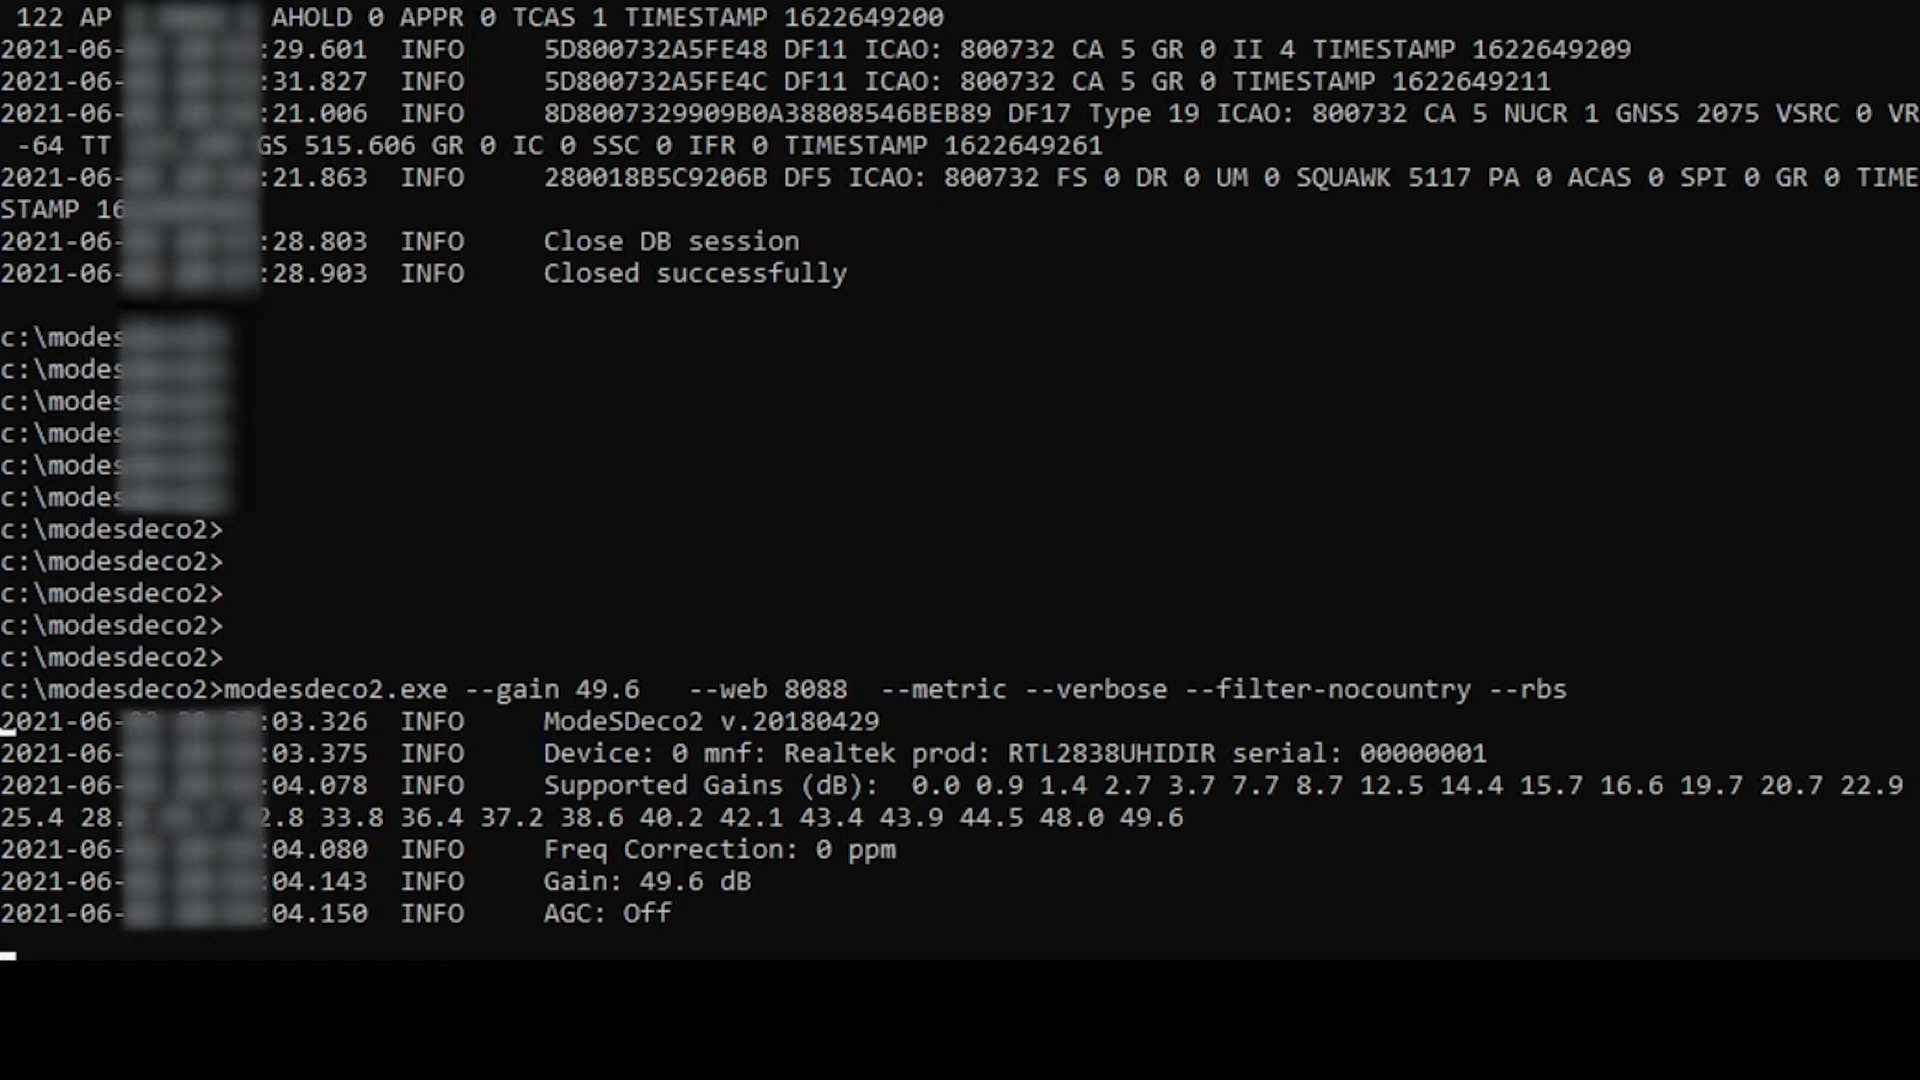 122 AP AHOLD 0 APPR 0 TCAS 1 TIMESTAMP 1622649200
2021-06- :29.601 INFO 5D800732A5FE48 DF11 ICAO: 800732 CA 5 GR 0 II 4 TIMESTAMP 1622649209
2021-06- :31.827 INFO 5D800732A5FE4C DF11 ICAO: 800732 CA 5 GR 0 TIMESTAMP 1622649211
2021-06- :21.006 INFO 8D8007329909B0A38808546BEB89 DF17 Type 19 ICAO: 800732 CA 5 NUCR 1 GNSS 2075 VSRC 0 VR
-64 TT GS 515.606 GR 0 IC 0 SSC 0 IFR 0 TIMESTAMP 1622649261
2021-06- :21.863 INFO 280018B5C9206B DF5 ICAO: 800732 FS 0 DR 0 UM 0 SQUAWK 5117 PA 0 ACAS 0 SPI 0 GR 0 TIME
STAMP 16
2021-06- :28.803 INFO Close DB session
2021-06- :28.903 INFO Closed successfully
c:\modes
c:\modes
c:\modes
c:\modes
c:\modes
c:\modes
c:\modesdeco2>
c:\modesdeco2>
c:\modesdeco2>
c:\modesdeco2>
c:\modesdeco2>
c:\modesdeco2>modesdeco2.exe --gain 49.6 --web 8088 --metric --verbose --filter-nocountry --rbs
2021-06- :03.326 INFO ModeSDeco2 v.20180429
2021-06- :03.375 INFO Device: 0 mnf: Realtek prod: RTL2838UHIDIR serial: 00000001
2021-06- :04.078 INFO Supported Gains (dB): 0.0 0.9 1.4 2.7 3.7 7.7 8.7 12.5 14.4 15.7 16.6 19.7 20.7 22.9
25.4 28. 2.8 33.8 36.4 37.2 38.6 40.2 42.1 43.4 43.9 44.5 48.0 49.6
2021-06- :04.080 INFO Freq Correction: 0 ppm
2021-06- :04.143 INFO Gain: 49.6 dB
2021-06- :04.150 INFO AGC: Off